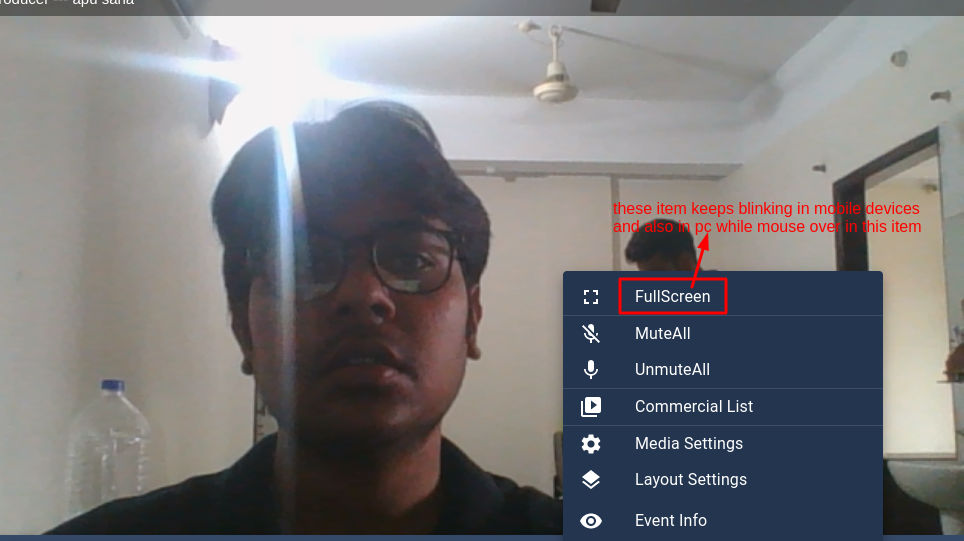 apu saha
these item keeps blinking in mobile devices
and also in pc while mouse over in this item
FullScreen
MuteAll
UnmuteAll
Commercial List
Media Settings
Layout Settings
Event Info